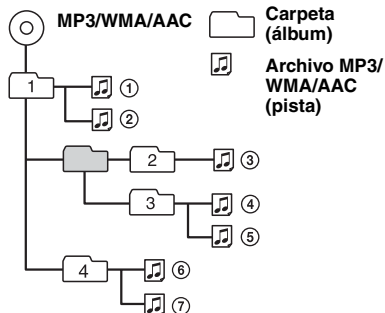 MP3/WMA/AAC
Carpeta
(álbum)
Archivo MP3/
WMA/AAC
(pista)
1
①
②
2
③
3
④
⑤
4
⑥
⑦